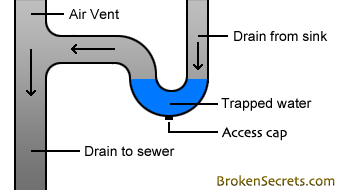 Air Vent
Drain from sink
Trapped water
Access cap
Drain to sewer
BrokenSecrets.com